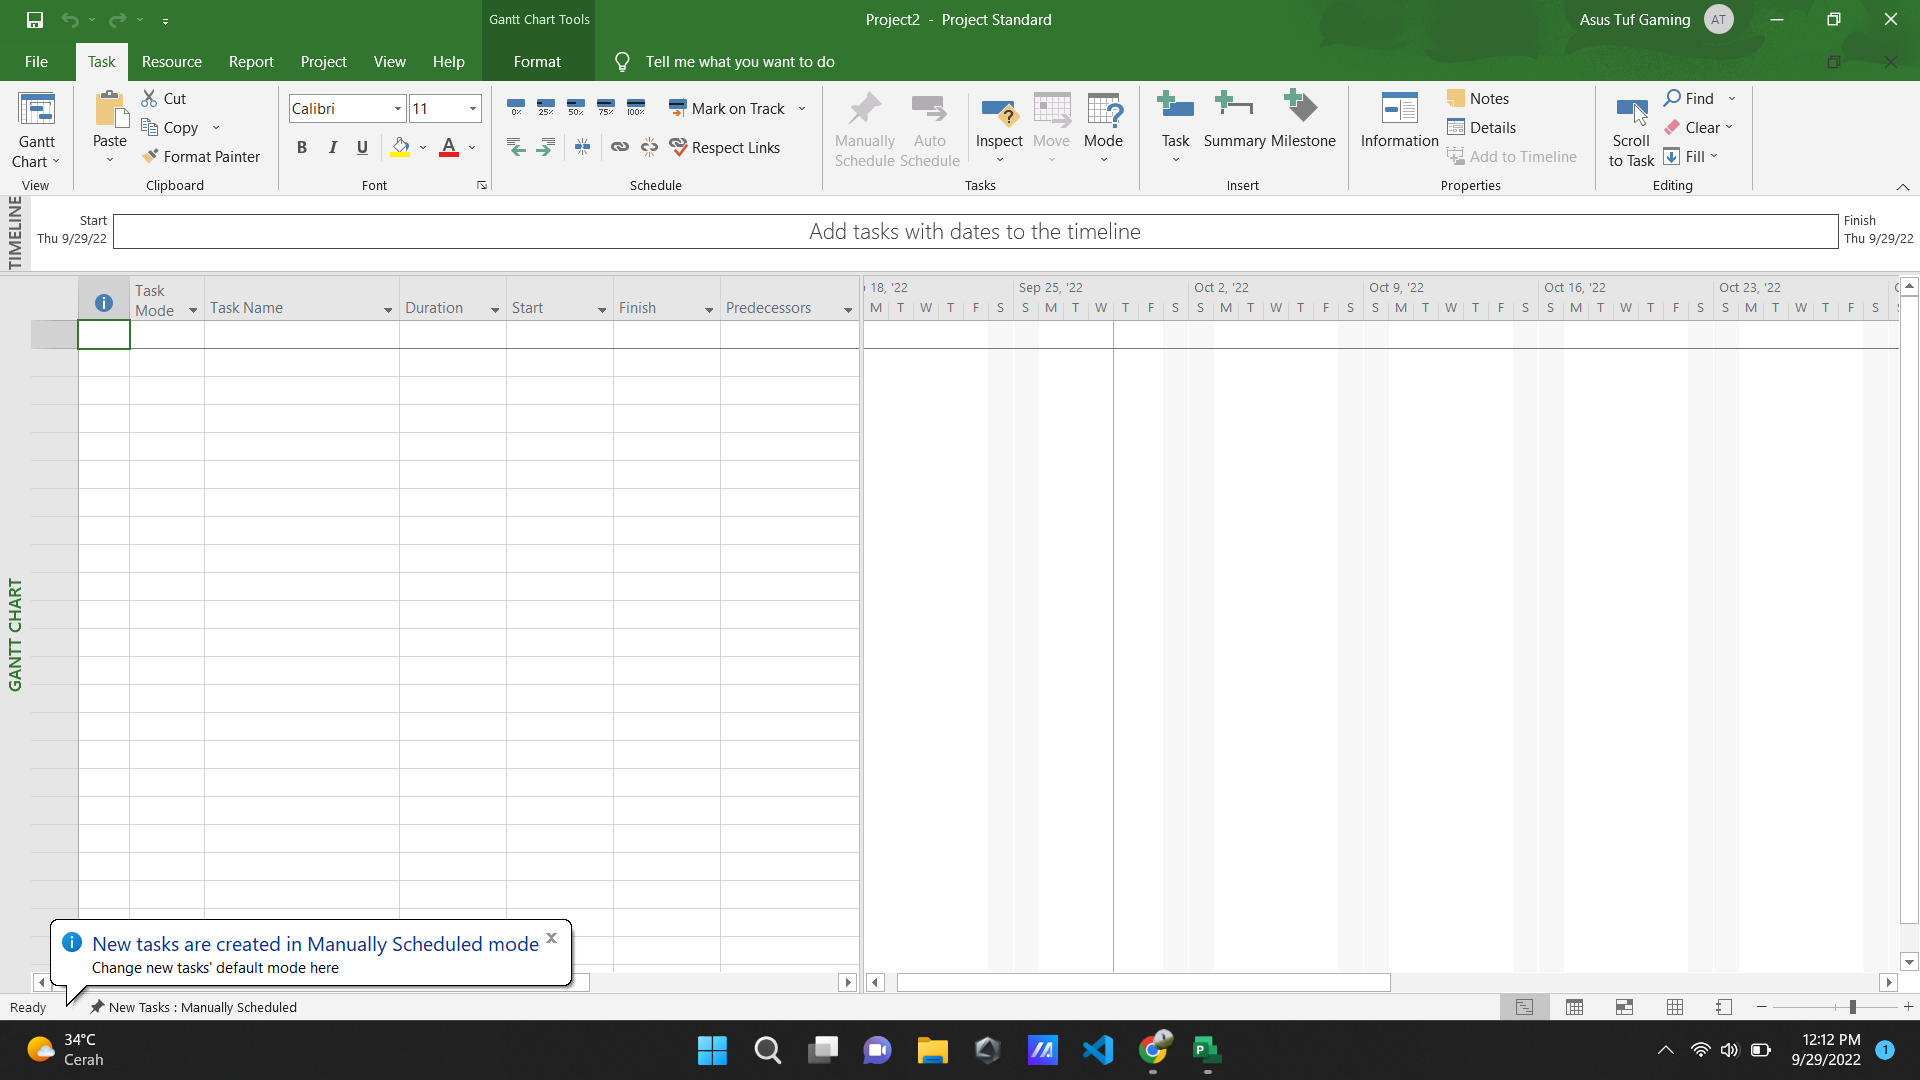 Gantt Chart Tools
Project2 - Project Standard
Asus Tuf Gaming AT
File Task Resource Report Project View Help Format Tell me what you want to do
Gantt
Chart
View
Paste
Cut
Copy
Format Painter
Clipboard
Calibri 11
B I U A
Font
0% 25% 50% 75% 100%
Mark on Track
Respect Links
Schedule
Manually
Schedule
Auto
Schedule
Inspect
Move
Mode
Tasks
Task
Summary
Milestone
Insert
Information
Notes
Details
Add to Timeline
Properties
Scroll
to Task
Find
Clear
Fill
Editing
TIMELINE
Start
Thu 9/29/22
Add tasks with dates to the timeline
Finish
Thu 9/29/22
Task
Mode
Task Name
Duration
Start
Finish
Predecessors
18, '22 Sep 25, '22 Oct 2, '22 Oct 9, '22 Oct 16, '22 Oct 23, '22
M T W T F S S M T W T F S S M T W T F S S M T W T F S S M T W T F S S M T W T F S
GANTT CHART
New tasks are created in Manually Scheduled mode
Change new tasks' default mode here
Ready
New Tasks : Manually Scheduled
34°C
Cerah
12:12 PM
9/29/2022
1